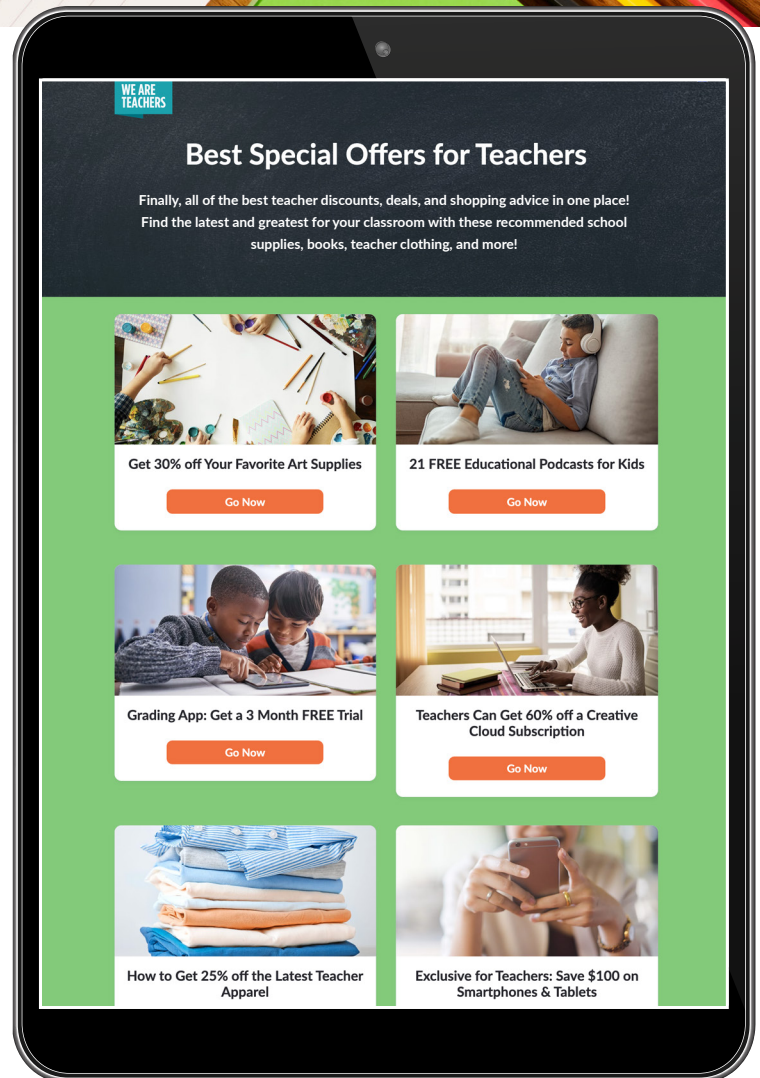 WE ARE
TEACHERS
Best Special Offers for Teachers
Finally, all of the best teacher discounts, deals, and shopping advice in one place!
Find the latest and greatest for your classroom with these recommended school
supplies, books, teacher clothing, and more!
Get 30% off Your Favorite Art Supplies
Go Now
21 FREE Educational Podcasts for Kids
Go Now
Grading App: Get a 3 Month FREE Trial
Go Now
Teachers Can Get 60% off a Creative
Cloud Subscription
Go Now
How to Get 25% off the Latest Teacher
Apparel
Exclusive for Teachers: Save $100 on
Smartphones & Tablets